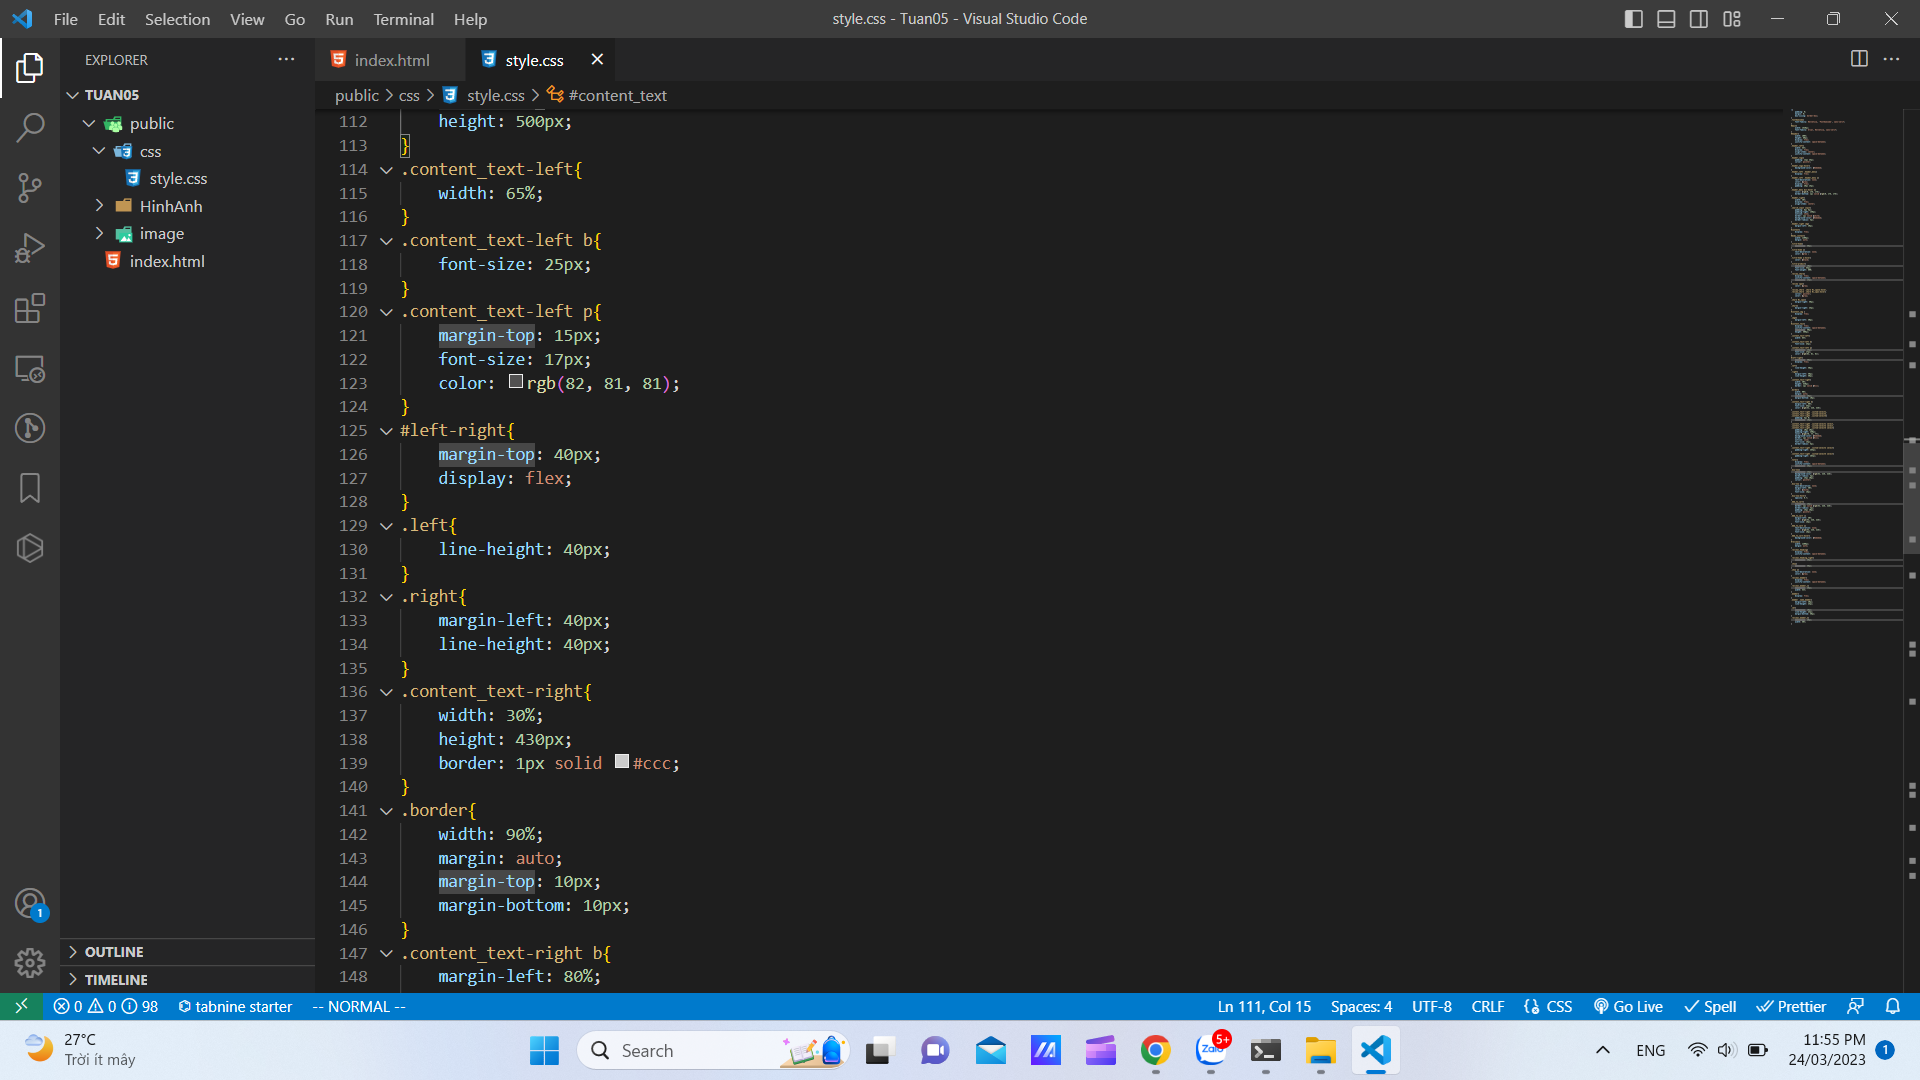 File Edit Selection View Go Run Terminal Help
style.css - Tuan05 - Visual Studio Code
EXPLORER
index.html
style.css
TUAN05
public
css
style.css
HinhAnh
image
index.html
OUTLINE
TIMELINE
public > css > style.css > #content_text
112 height: 500px;
113 }
114 .content_text-left{
115 width: 65%;
116 }
117 .content_text-left b{
118 font-size: 25px;
119 }
120 .content_text-left p{
121 margin-top: 15px;
122 font-size: 17px;
123 color: rgb(82, 81, 81);
124 }
125 #left-right{
126 margin-top: 40px;
127 display: flex;
128 }
129 .left{
130 line-height: 40px;
131 }
132 .right{
133 margin-left: 40px;
134 line-height: 40px;
135 }
136 .content_text-right{
137 width: 30%;
138 height: 430px;
139 border: 1px solid #ccc;
140 }
141 .border{
142 width: 90%;
143 margin: auto;
144 margin-top: 10px;
145 margin-bottom: 10px;
146 }
147 .content_text-right b{
148 margin-left: 80%;
1
0 0 98 tabnine starter -- NORMAL --
Ln 111, Col 15 Spaces: 4 UTF-8 CRLF CSS Go Live Spell Prettier
27°C
Trời ít mây
Search
Zalo
5+
ENG
11:55 PM
24/03/2023
1